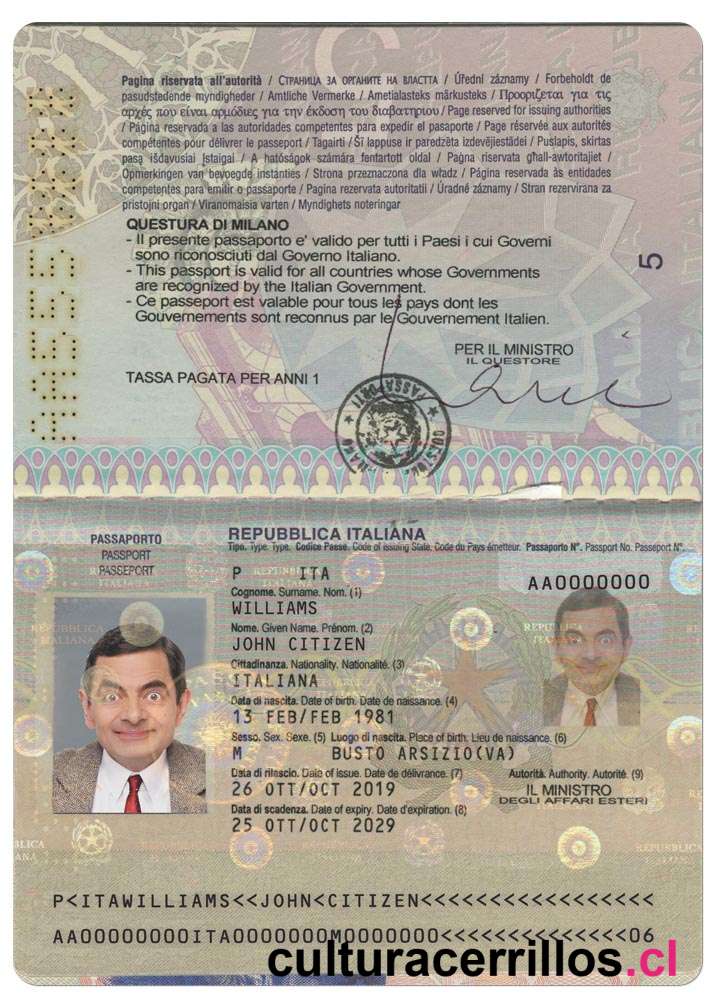 Pagina riservata all'autorità / Страница за органите на властта / Úřední záznamy / Forbeholdt de
pasudstedende myndigheder / Amtliche Vermerke / Ametialasteks märkusteks / Προορίζεται για τις
αρχές που είναι αρμόδιες για την έκδοση του διαβατηρίου / Page reserved for issuing authorities
/ Página reservada a las autoridades competentes para expedir el pasaporte / Page réservée aux autorités
compétentes pour délivrer le passeport / Tagairti / Šī lappuse ir paredzēta izdevējiestādei / Puslapis, skirtas
pasą išdavusiai įstaigai / A hatóságok számára fentartott oldal / Paġna riservata għall-awtoritajiet /
Opmerkingen van bevoegde instanties / Strona przeznaczona dla władz / Página reservada às entidades
competentes para emilir o passaporte / Pagina rezervata autoritatii / Úradné záznamy / Stran rezervirana za
pristojni organ / Viranomaisia varten / Myndighets noteringar
QUESTURA DI MILANO
- Il presente passaporto e' valido per tutti i Paesi i cui Governi
sono riconosciuti dal Governo Italiano.
- This passport is valid for all countries whose Governments
are recognized by the Italian Government.
- Ce passeport est valable pour tous les pays dont les
Gouvernements sont reconnus par le Gouvernement Italien.
5
PER IL MINISTRO
IL QUESTORE
TASSA PAGATA PER ANNI 1
PASSAPORTO
PASSPORT
PASSEPORT
REPUBBLICA ITALIANA
Tipo. Type. Type. Codice Paese. Code of issuing State. Code du Pays émetteur. Passaporto N°. Passport No. Passeport N°.
P ITA AA0000000
Cognome. Surname. Nom. (1)
WILLIAMS
Nome. Given Name. Prénom. (2)
JOHN CITIZEN
Cittadinanza. Nationality. Nationalité. (3)
ITALIANA
Data di nascita. Date of birth. Date de naissance. (4)
13 FEB/FEB 1981
Sesso. Sex. Sexe. (5) Luogo di nascita. Place of birth. Lieu de naissance. (6)
M BUSTO ARSIZIO(VA)
Data di rilascio. Date of issue. Date de délivrance. (7) Autorità. Authority. Autorité. (9)
26 OTT/OCT 2019 IL MINISTRO
DEGLI AFFARI ESTERI
Data di scadenza. Date of expiry. Date d'expiration. (8)
25 OTT/OCT 2029
P<ITAWILLIAMS<<JOHN<CITIZEN<<<<<<<<<<<<<<<<<
AA00000000ITA0000000M0000000<<<<<<<<<<<<<<06
culturacerrillos.cl